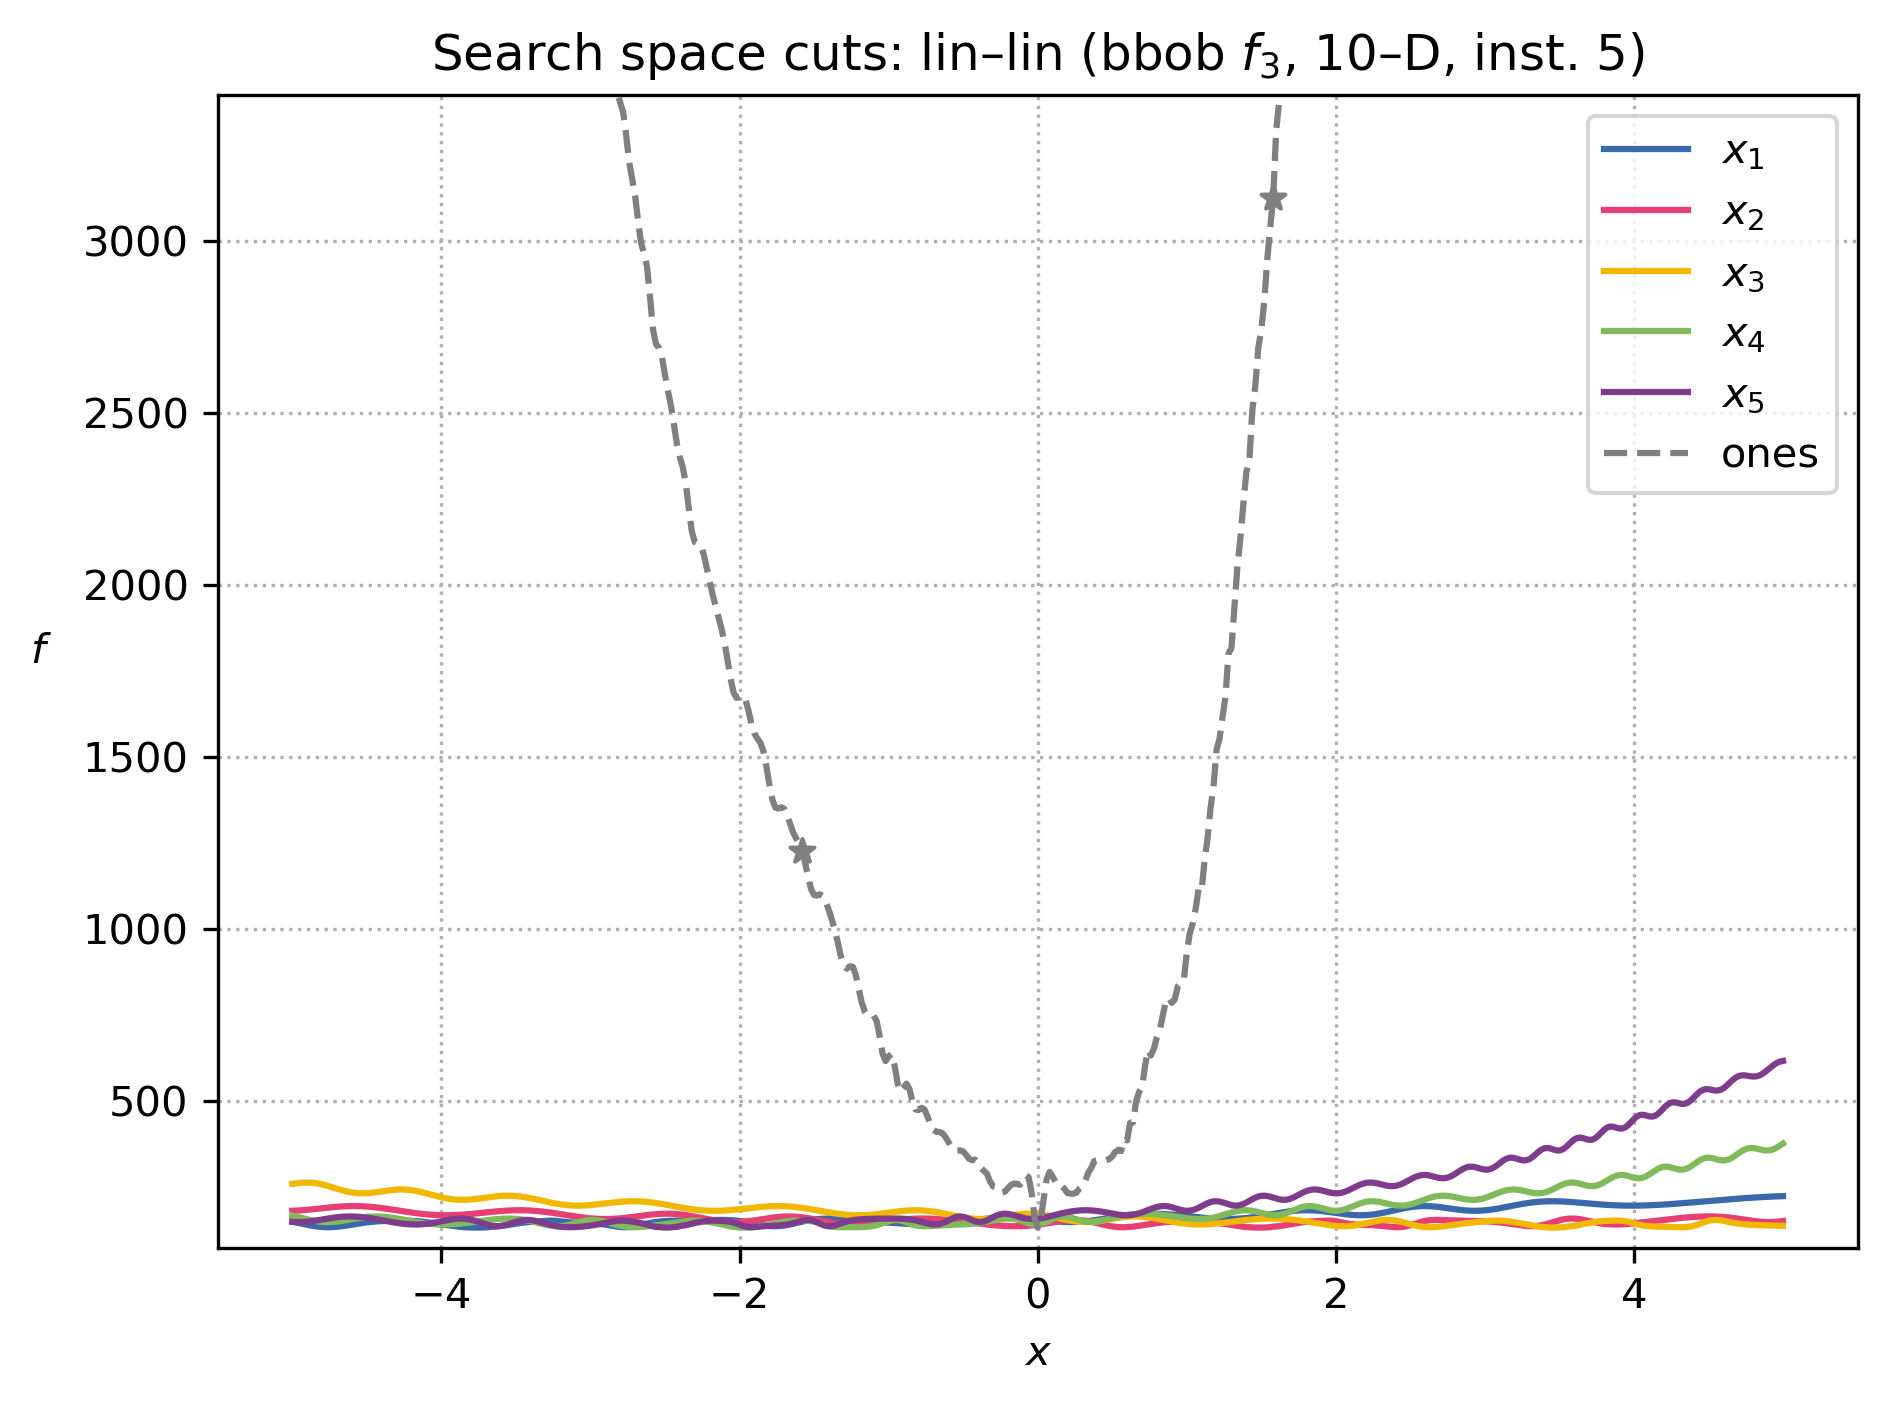 Search space cuts: lin–lin (bbob f₃, 10–D, inst. 5)
x₁
x₂
x₃
x₄
x₅
ones
3000
2500
2000
1500
1000
500
f
−4
−2
0
2
4
x